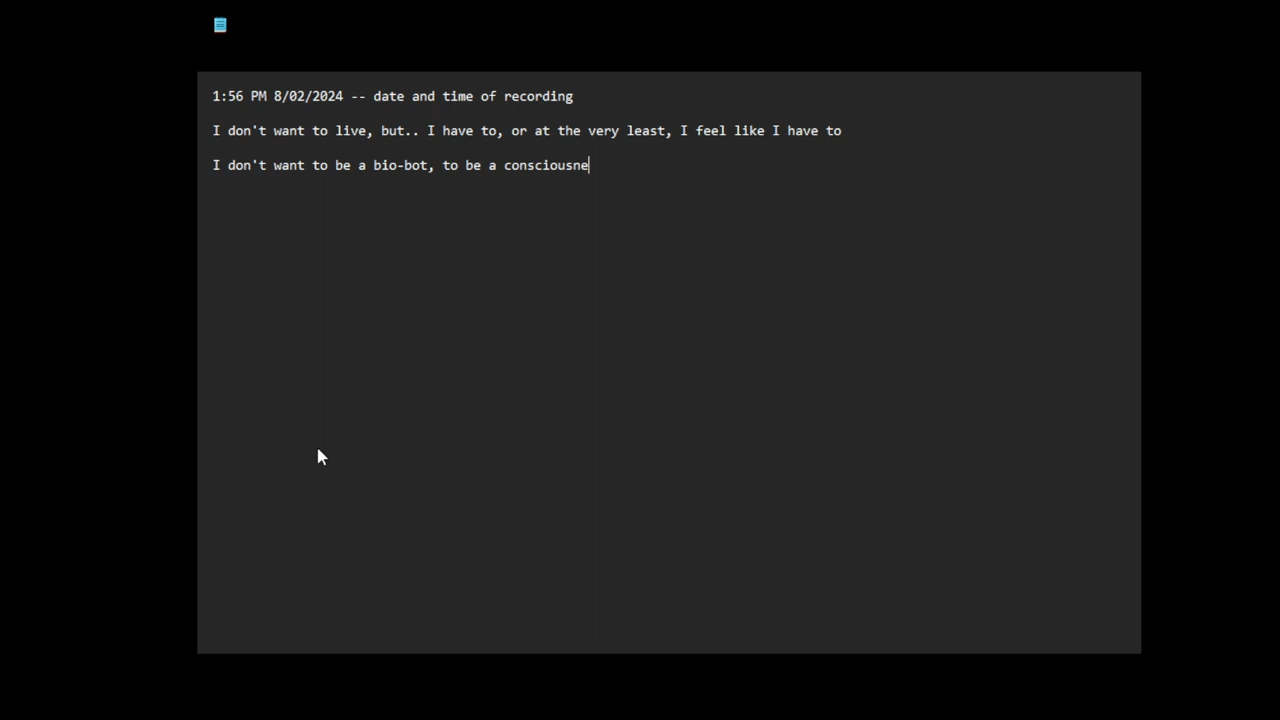 1:56 PM 8/02/2024 -- date and time of recording
I don't want to live, but.. I have to, or at the very least, I feel like I have to
I don't want to be a bio-bot, to be a consciousne